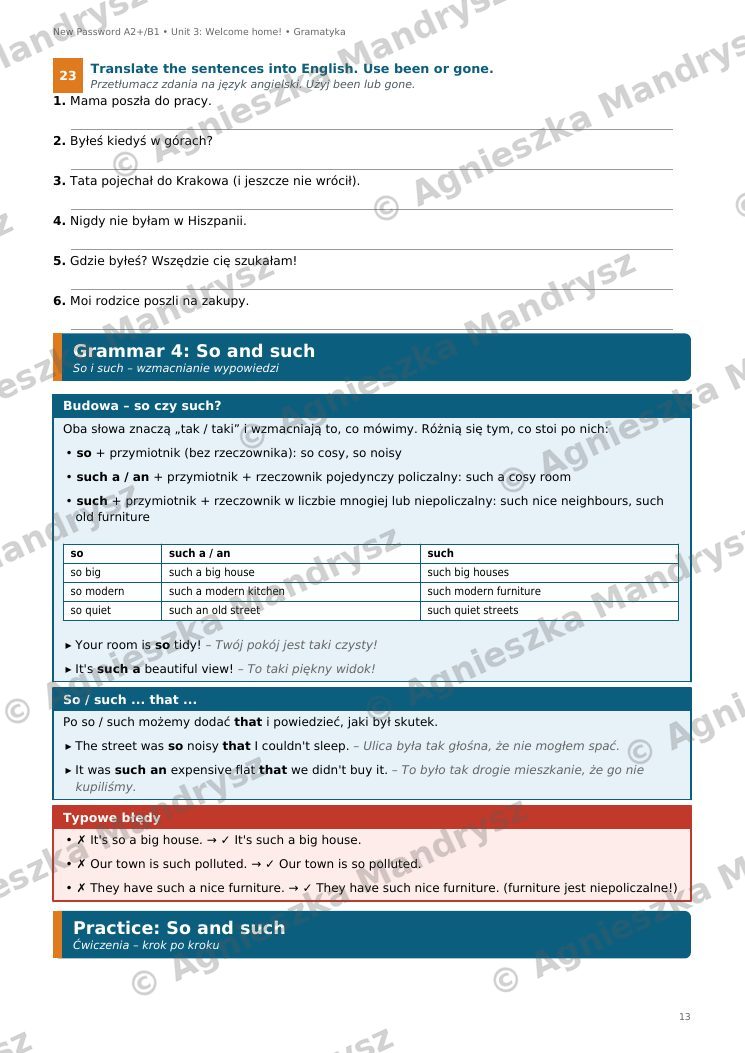 New Password A2+/B1 • Unit 3: Welcome home! • Gramatyka
23 Translate the sentences into English. Use been or gone.
Przetłumacz zdania na język angielski. Użyj been lub gone.
1. Mama poszła do pracy.
2. Byłeś kiedyś w górach?
3. Tata pojechał do Krakowa (i jeszcze nie wrócił).
4. Nigdy nie byłam w Hiszpanii.
5. Gdzie byłeś? Wszędzie cię szukałam!
6. Moi rodzice poszli na zakupy.
Grammar 4: So and such
So i such – wzmacnianie wypowiedzi
Budowa – so czy such?
Oba słowa znaczą „tak / taki” i wzmacniają to, co mówimy. Różnią się tym, co stoi po nich:
• so + przymiotnik (bez rzeczownika): so cosy, so noisy
• such a / an + przymiotnik + rzeczownik pojedynczy policzalny: such a cosy room
• such + przymiotnik + rzeczownik w liczbie mnogiej lub niepoliczalny: such nice neighbours, such
old furniture
so such a / an such
so big such a big house such big houses
so modern such a modern kitchen such modern furniture
so quiet such an old street such quiet streets
▸ Your room is so tidy! – Twój pokój jest taki czysty!
▸ It's such a beautiful view! – To taki piękny widok!
So / such ... that ...
Po so / such możemy dodać that i powiedzieć, jaki był skutek.
▸ The street was so noisy that I couldn't sleep. – Ulica była tak głośna, że nie mogłem spać.
▸ It was such an expensive flat that we didn't buy it. – To było tak drogie mieszkanie, że go nie
kupiliśmy.
Typowe błędy
• ✗ It's so a big house. → ✓ It's such a big house.
• ✗ Our town is such polluted. → ✓ Our town is so polluted.
• ✗ They have such a nice furniture. → ✓ They have such nice furniture. (furniture jest niepoliczalne!)
Practice: So and such
Ćwiczenia – krok po kroku
13
© Agnieszka Mandrysz